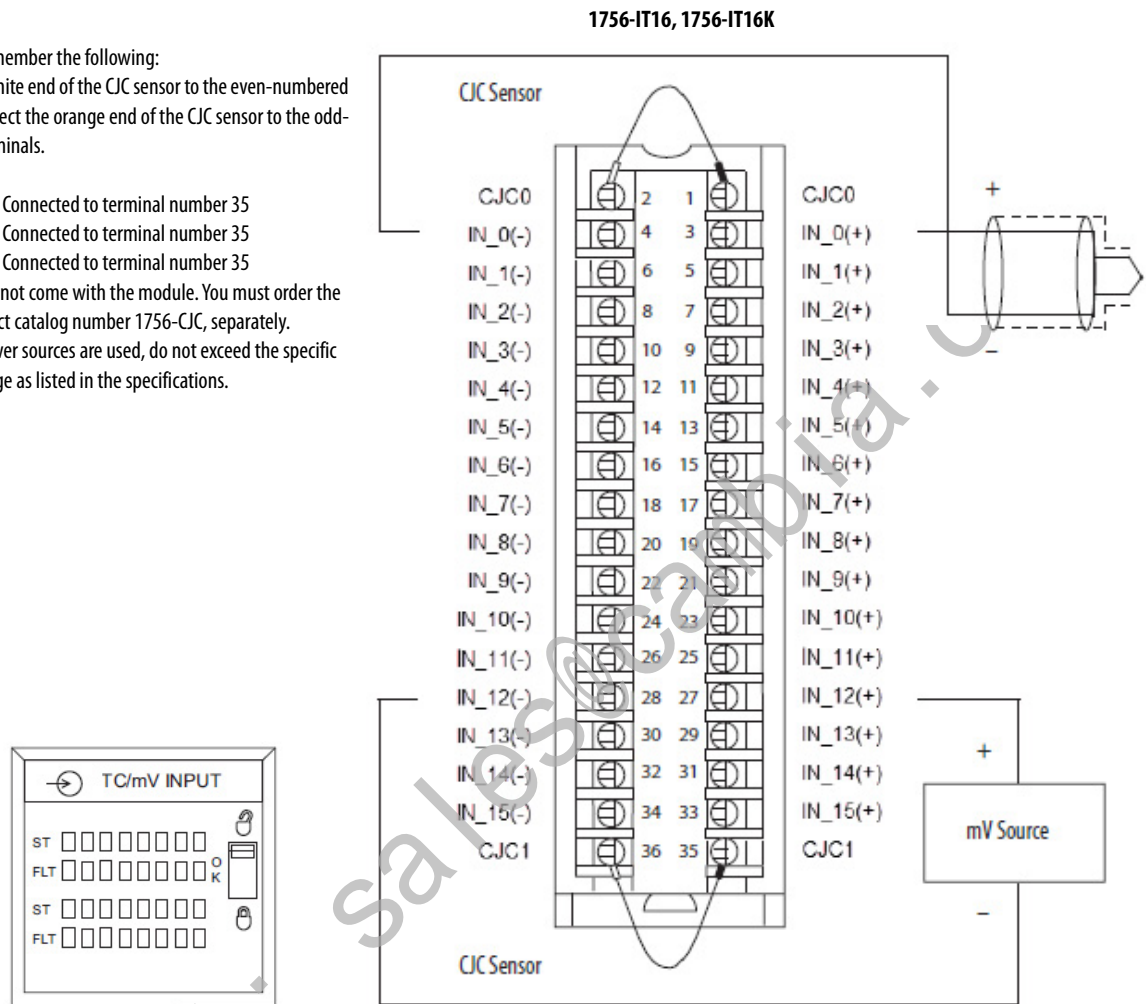 1756-IT16, 1756-IT16K
member the following:
hite end of the CJC sensor to the even-numbered
ect the orange end of the CJC sensor to the odd-
minals.
Connected to terminal number 35
Connected to terminal number 35
Connected to terminal number 35
not come with the module. You must order the
ct catalog number 1756-CJC, separately.
ver sources are used, do not exceed the specific
ge as listed in the specifications.
CJC Sensor
CJC0 2 1 CJC0
IN_0(-) 4 3 IN_0(+)
IN_1(-) 6 5 IN_1(+)
IN_2(-) 8 7 IN_2(+)
IN_3(-) 10 9 IN_3(+)
IN_4(-) 12 11 IN_4(+)
IN_5(-) 14 13 IN_5(+)
IN_6(-) 16 15 IN_6(+)
IN_7(-) 18 17 IN_7(+)
IN_8(-) 20 19 IN_8(+)
IN_9(-) 22 21 IN_9(+)
IN_10(-) 24 23 IN_10(+)
IN_11(-) 26 25 IN_11(+)
IN_12(-) 28 27 IN_12(+)
IN_13(-) 30 29 IN_13(+)
IN_14(-) 32 31 IN_14(+)
IN_15(-) 34 33 IN_15(+)
CJC1 36 35 CJC1
CJC Sensor
+
–
+
mV Source
–
TC/mV INPUT
ST
FLT
OK
ST
FLT
. sales@cambia.